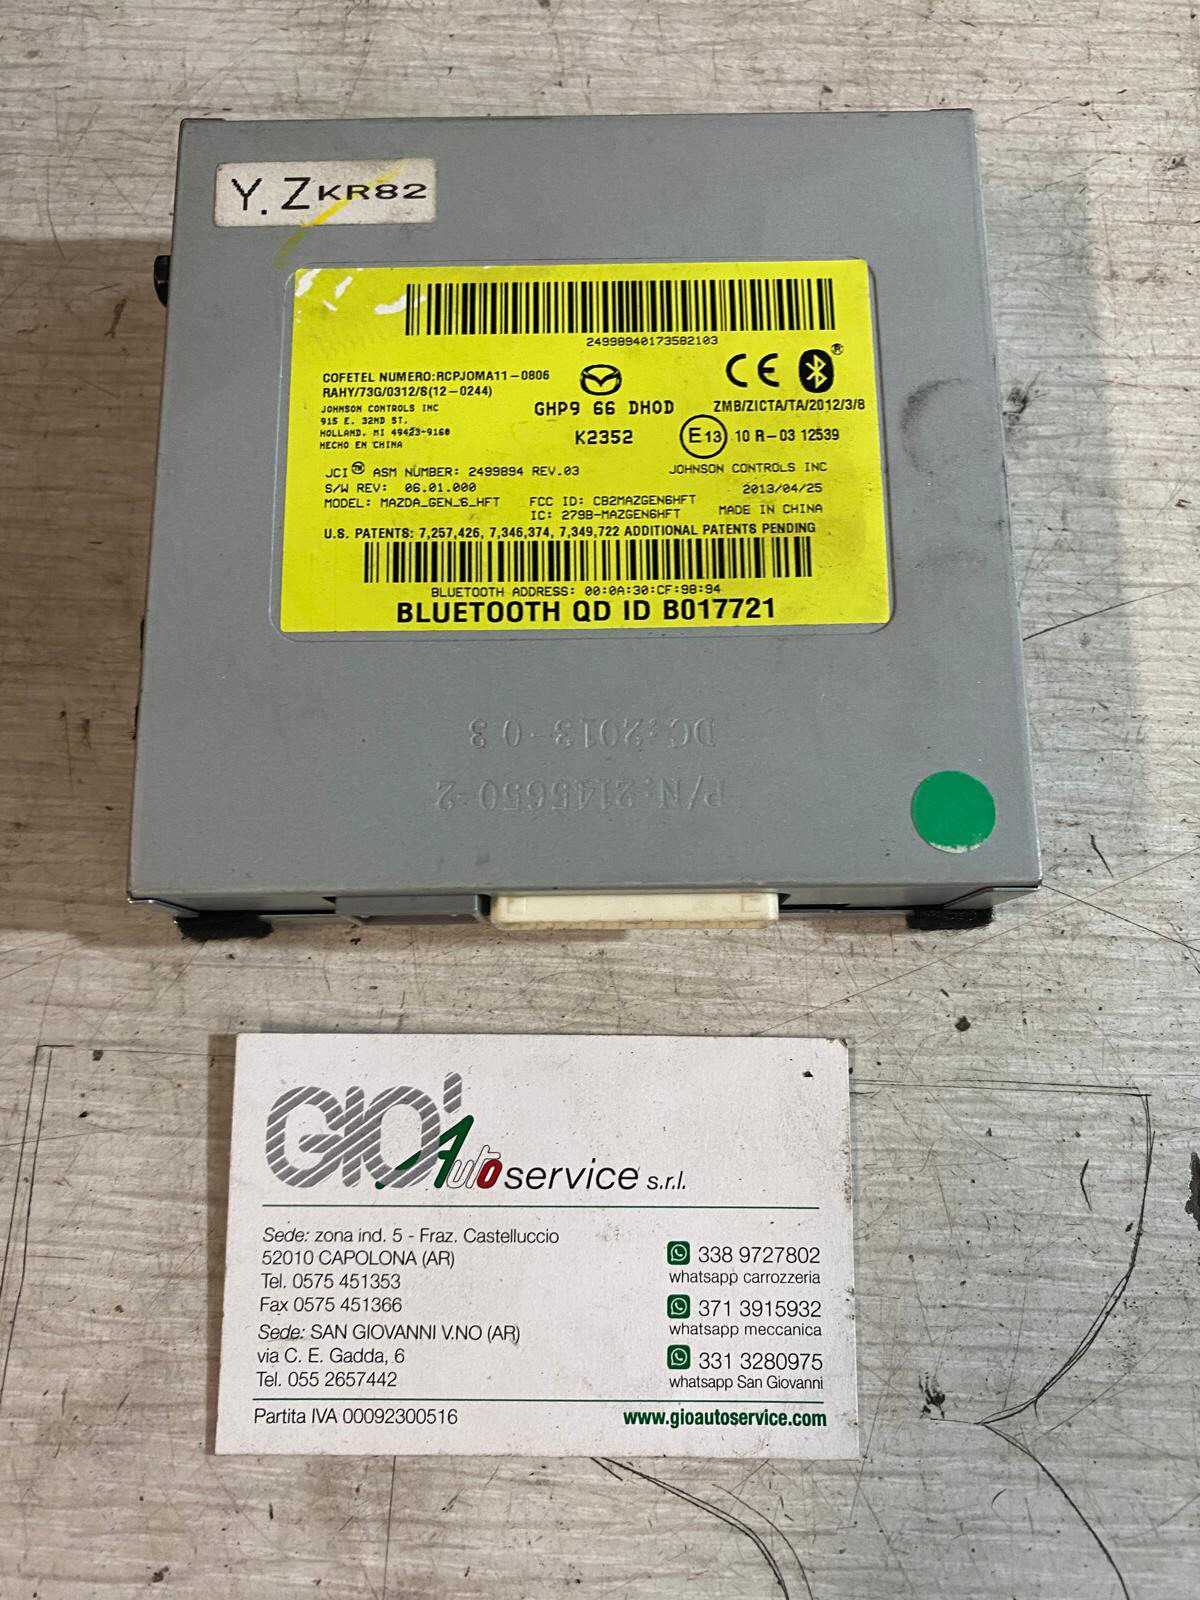 Y. ZKR82
24998940173582103
COFETEL NUMERO:RCPJOMA11-0806
RAHY/73G/0312/S(12-0244)
JOHNSON CONTROLS INC
915 E. 32ND ST.
HOLLAND, MI 49423-9160
HECHO EN CHINA
GHP9 66 DH0D
K2352
CE
ZMB/ZICTA/TA/2012/3/8
E13 10 R-03 12539
JCI™ ASM NUMBER: 2499894 REV.03
JOHNSON CONTROLS INC
S/W REV: 06.01.000
2013/04/25
MODEL: MAZDA_GEN_6_HFT
FCC ID: CB2MAZGEN6HFT
IC: 279B-MAZGEN6HFT
MADE IN CHINA
U.S. PATENTS: 7,257,426, 7,346,374, 7,349,722 ADDITIONAL PATENTS PENDING
BLUETOOTH ADDRESS: 00:0A:30:CF:98:94
BLUETOOTH QD ID B017721
DC:2013-03
P/N:2145650-2
GIO' Autoservice s.r.l.
Sede: zona ind. 5 - Fraz. Castelluccio
52010 CAPOLONA (AR)
Tel. 0575 451353
Fax 0575 451366
Sede: SAN GIOVANNI V.NO (AR)
via C. E. Gadda, 6
Tel. 055 2657442
338 9727802
whatsapp carrozzeria
371 3915932
whatsapp meccanica
331 3280975
whatsapp San Giovanni
Partita IVA 00092300516
www.gioautoservice.com